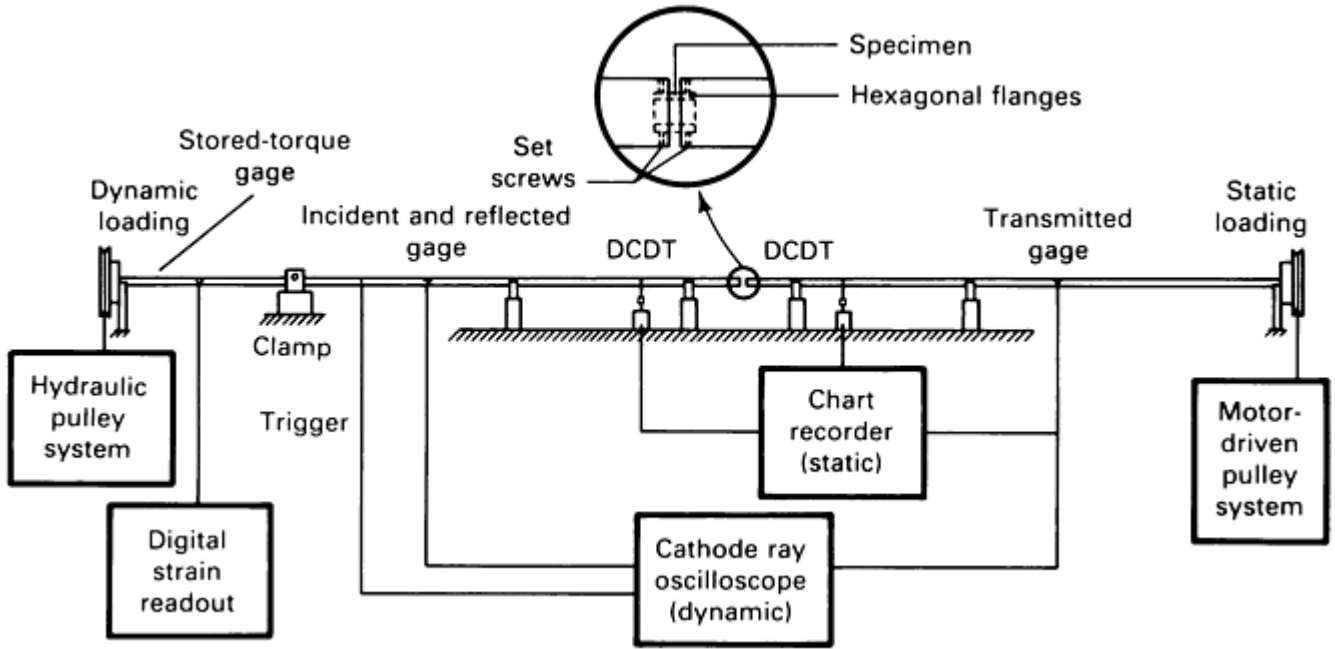 Specimen
Hexagonal flanges
Set
screws
Stored-torque
gage
Dynamic
loading
Incident and reflected
gage
DCDT
DCDT
Transmitted
gage
Static
loading
Clamp
Trigger
Hydraulic
pulley
system
Digital
strain
readout
Chart
recorder
(static)
Cathode ray
oscilloscope
(dynamic)
Motor-
driven
pulley
system